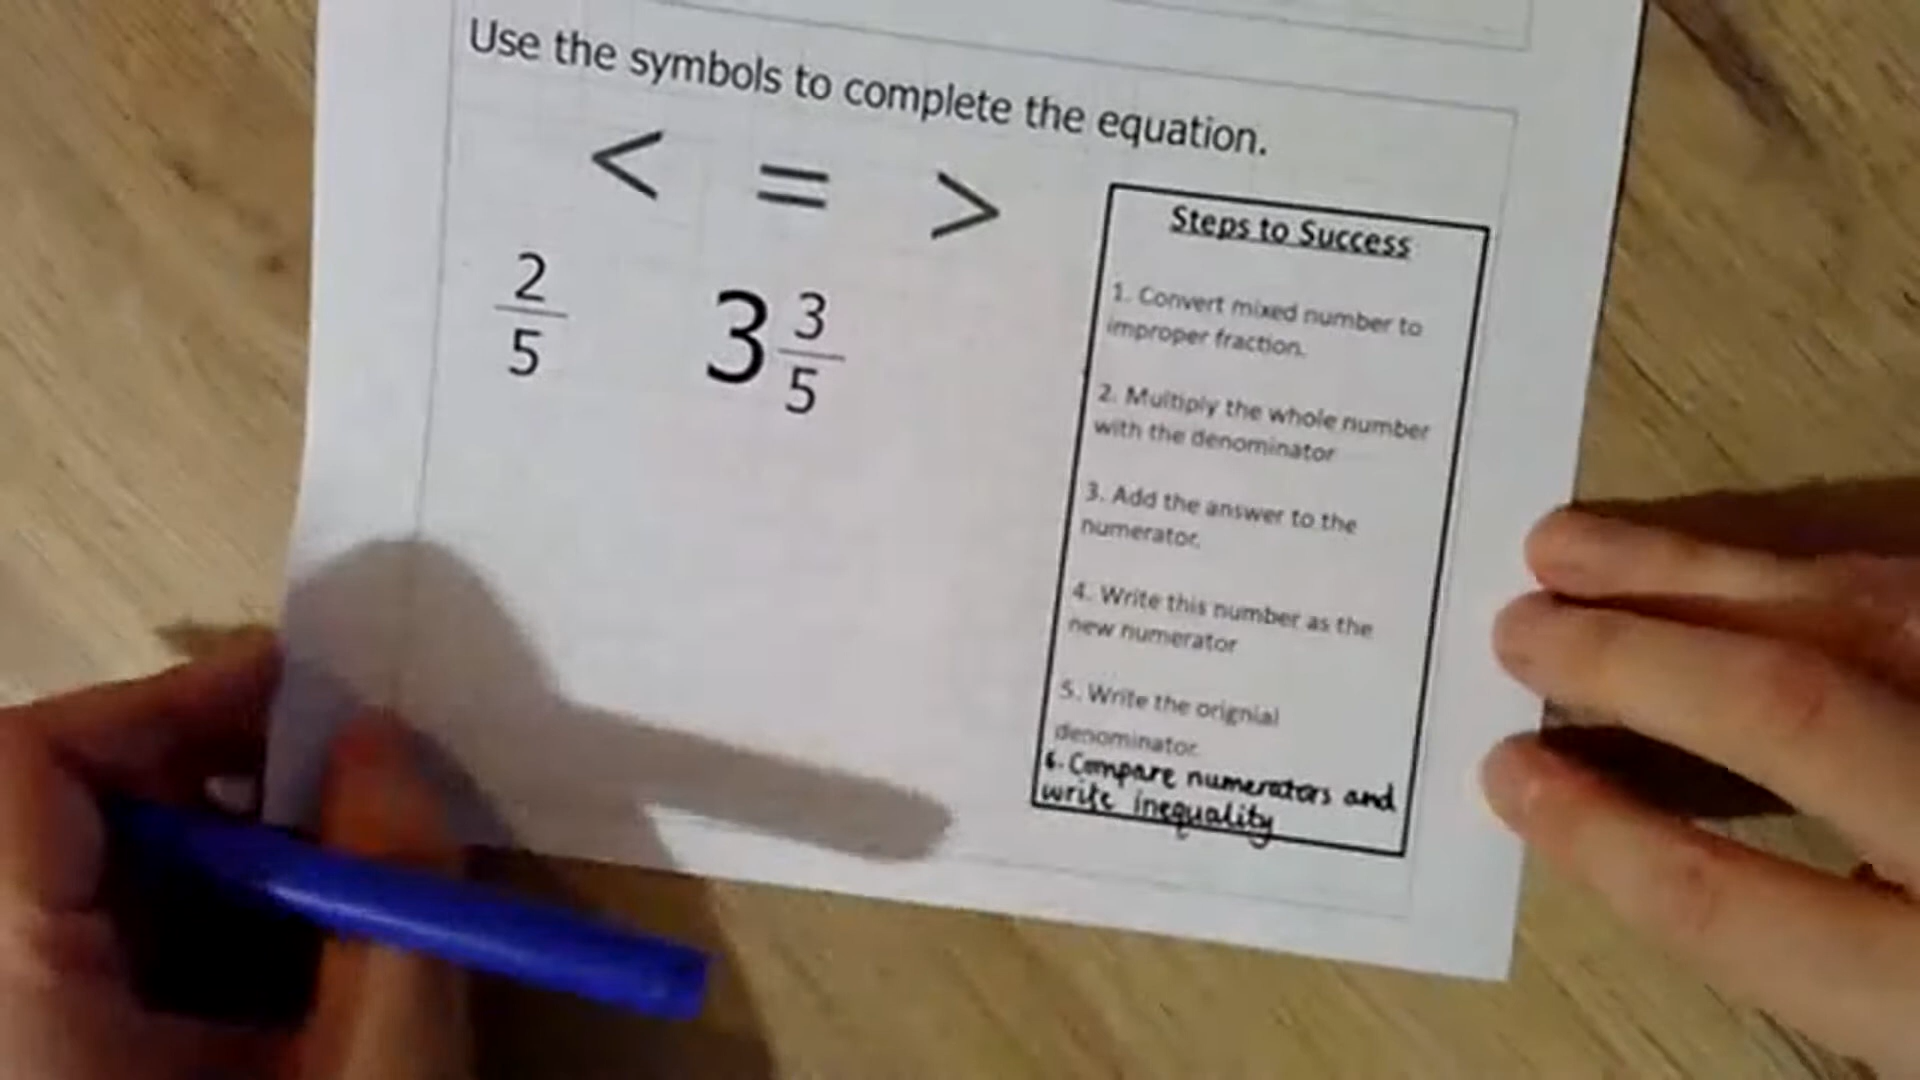 Use the symbols to complete the equation.
< = >
2
5
3 3
5
Steps to Success
1. Convert mixed number to
improper fraction.
2. Multiply the whole number
with the denominator
3. Add the answer to the
numerator.
4. Write this number as the
new numerator
5. Write the orignial
denominator.
6. Compare numerators and
write inequality